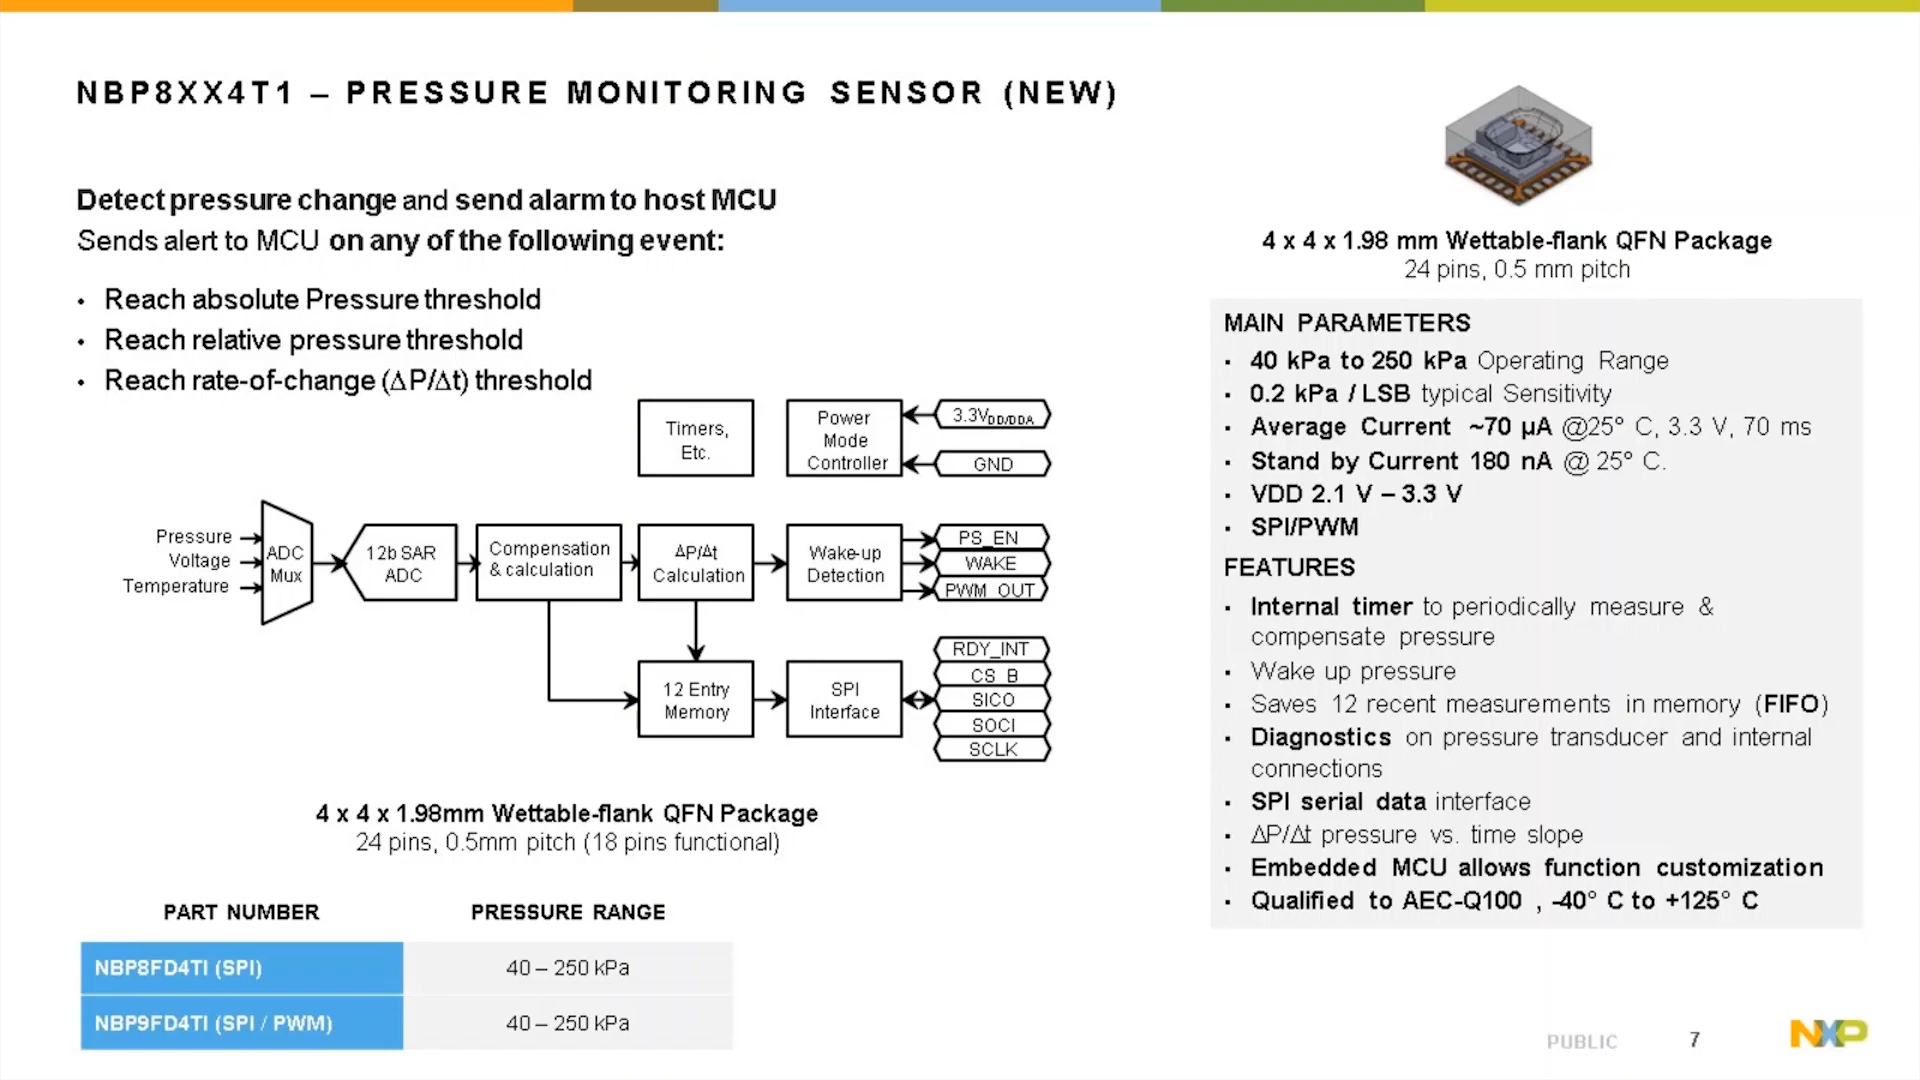 NBP8XX4T1 – PRESSURE MONITORING SENSOR (NEW)
Detect pressure change and send alarm to host MCU
Sends alert to MCU on any of the following event:
• Reach absolute Pressure threshold
• Reach relative pressure threshold
• Reach rate-of-change (ΔP/Δt) threshold
Timers,
Etc.
Power
Mode
Controller
3.3VDD/DDA
GND
Pressure
Voltage
Temperature
ADC
Mux
12b SAR
ADC
Compensation
& calculation
ΔP/Δt
Calculation
Wake-up
Detection
PS_EN
WAKE
PWM_OUT
12 Entry
Memory
SPI
Interface
RDY_INT
CS_B
SICO
SOCI
SCLK
4 x 4 x 1.98mm Wettable-flank QFN Package
24 pins, 0.5mm pitch (18 pins functional)
PART NUMBER PRESSURE RANGE
NBP8FD4TI (SPI) 40 – 250 kPa
NBP9FD4TI (SPI / PWM) 40 – 250 kPa
4 x 4 x 1.98 mm Wettable-flank QFN Package
24 pins, 0.5 mm pitch
MAIN PARAMETERS
• 40 kPa to 250 kPa Operating Range
• 0.2 kPa / LSB typical Sensitivity
• Average Current ~70 µA @25° C, 3.3 V, 70 ms
• Stand by Current 180 nA @ 25° C.
• VDD 2.1 V – 3.3 V
• SPI/PWM
FEATURES
• Internal timer to periodically measure &
compensate pressure
• Wake up pressure
• Saves 12 recent measurements in memory (FIFO)
• Diagnostics on pressure transducer and internal
connections
• SPI serial data interface
• ΔP/Δt pressure vs. time slope
• Embedded MCU allows function customization
• Qualified to AEC-Q100 , -40° C to +125° C
PUBLIC 7 NXP